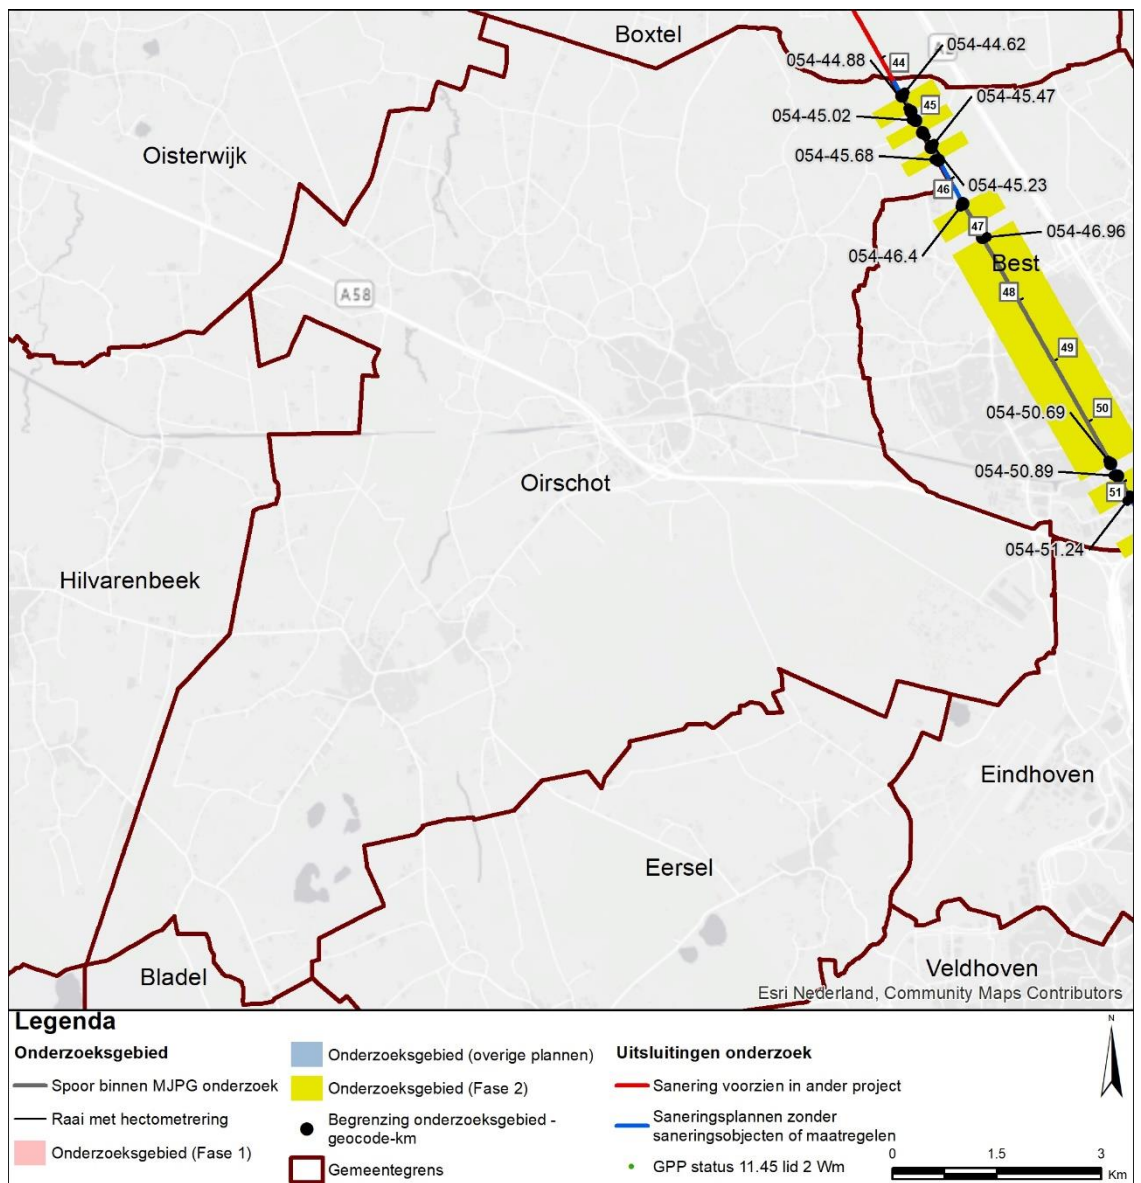 Boxtel
054-44.62
44
054-44.88
A2
45
054-45.47
054-45.02
Oisterwijk
054-45.68
46
054-45.23
47
054-46.96
054-46.4
Best
A58
48
49
50
054-50.69
054-50.89
Oirschot
51
054-51.24
Hilvarenbeek
Eindhoven
Eersel
Bladel
Veldhoven
Esri Nederland, Community Maps Contributors
Legenda
Onderzoeksgebied
Spoor binnen MJPG onderzoek
Raai met hectometrering
Onderzoeksgebied (Fase 1)
Onderzoeksgebied (overige plannen)
Onderzoeksgebied (Fase 2)
Begrenzing onderzoeksgebied -
geocode-km
Gemeentegrens
Uitsluitingen onderzoek
Sanering voorzien in ander project
Saneringsplannen zonder
saneringsobjecten of maatregelen
GPP status 11.45 lid 2 Wm
N
0 1.5 3
Km